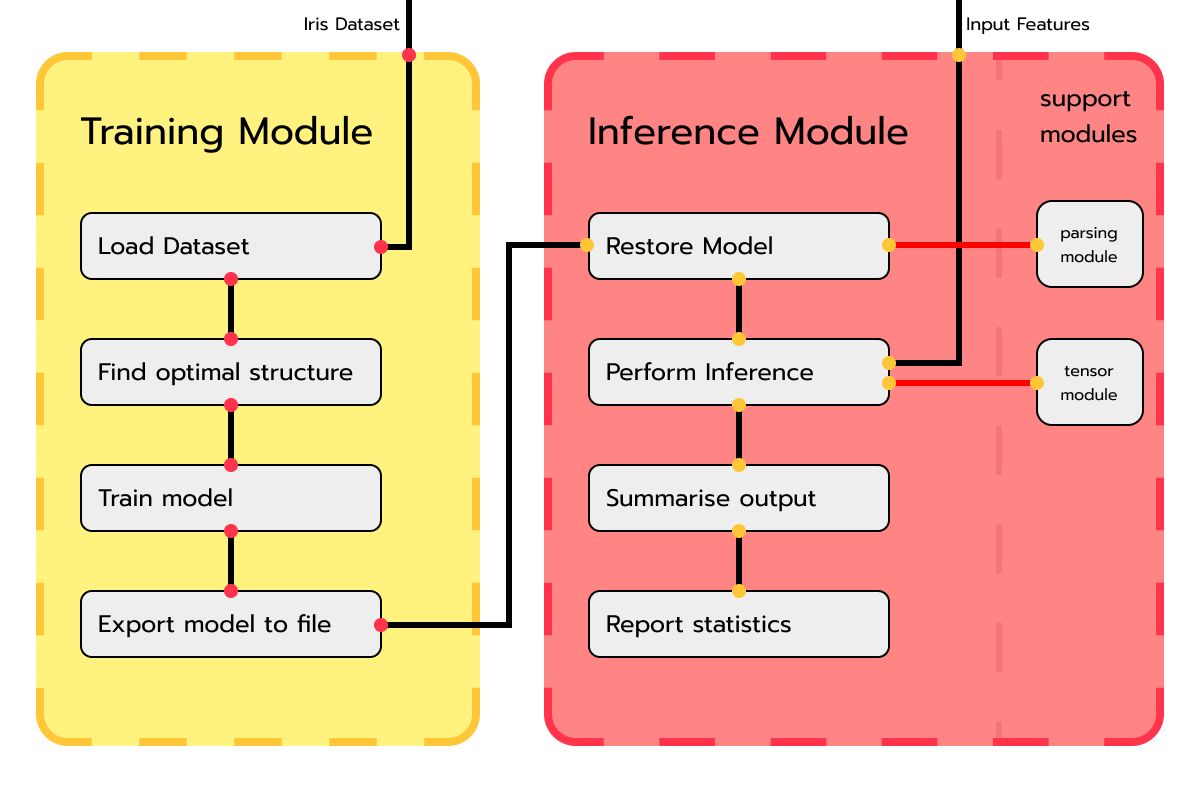 Iris Dataset
Input Features
Training Module
Load Dataset
Find optimal structure
Train model
Export model to file
Inference Module
Restore Model
Perform Inference
Summarise output
Report statistics
support
modules
parsing
module
tensor
module